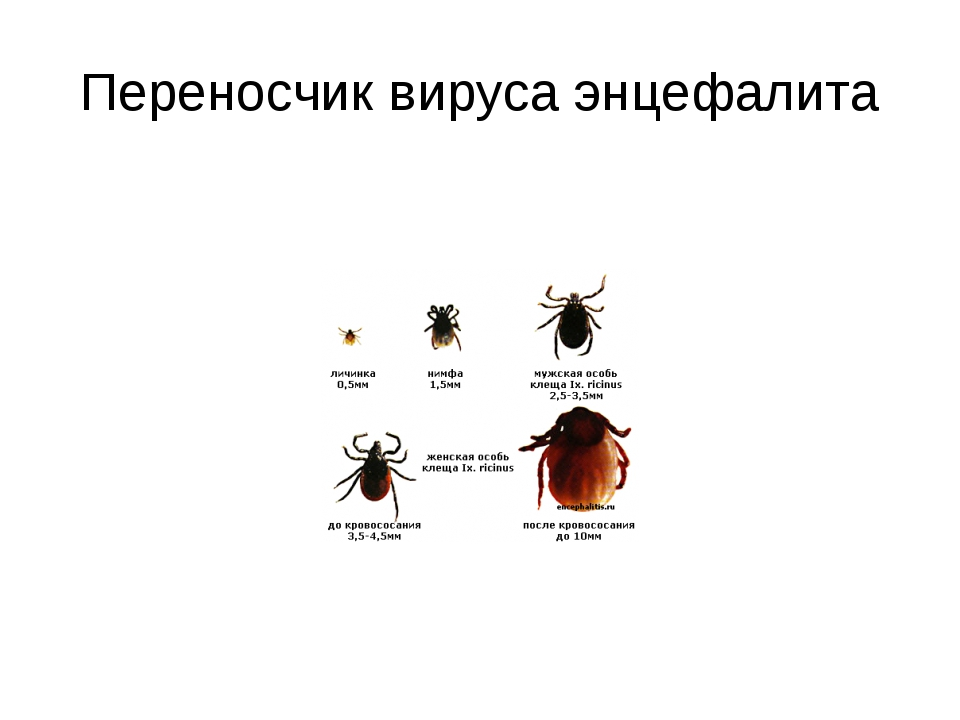 Переносчик вируса энцефалита
личинка
0,5мм
нимфа
1,5мм
мужская особь
клеща Ix. ricinus
2,5-3,5мм
женская особь
клеща Ix. ricinus
encephalitis.ru
до кровососания
3,5-4,5мм
после кровососания
до 10мм